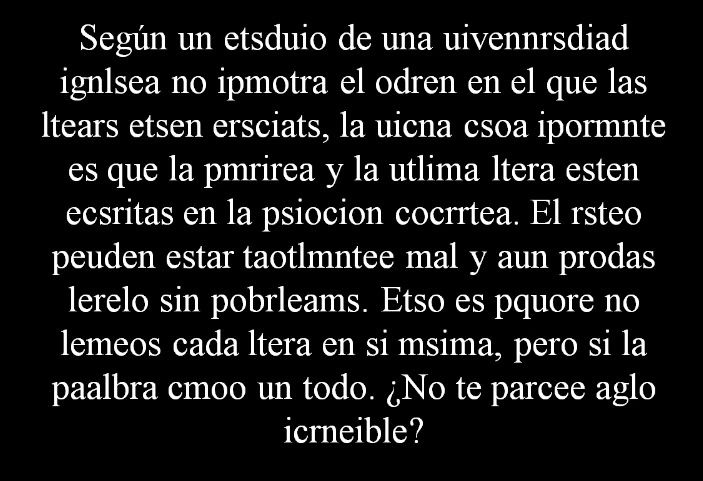 Según un etsduio de una uivennrsdiad
ignlsea no ipmotra el odren en el que las
ltears etsen ersciats, la uicna csoa ipormnte
es que la pmrirea y la utlima ltera esten
ecsritas en la psiocion cocrrtea. El rsteo
peuden estar taotlmntee mal y aun prodas
lerelo sin pobrleams. Etso es pquore no
lemeos cada ltera en si msima, pero si la
paalbra cmoo un todo. ¿No te parcee aglo
icrneible?